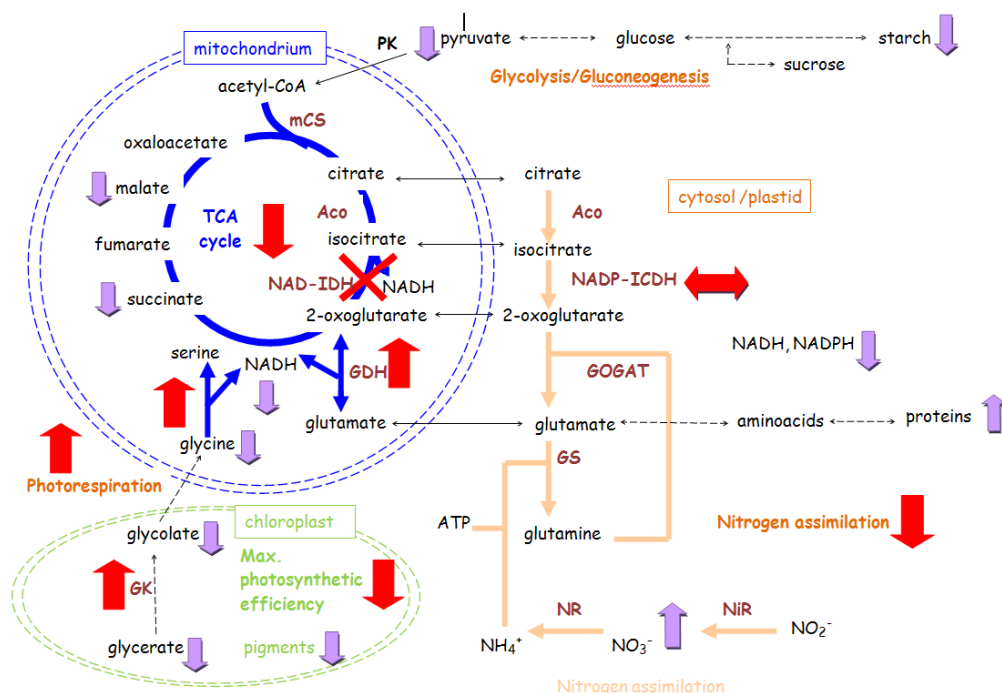 PK
pyruvate
glucose
starch
sucrose
Glycolysis/Gluconeogenesis
mitochondrium
acetyl-CoA
mCS
oxaloacetate
citrate
citrate
cytosol /plastid
malate
TCA
cycle
Aco
Aco
fumarate
isocitrate
isocitrate
NAD-IDH
NADH
NADP-ICDH
succinate
2-oxoglutarate
2-oxoglutarate
serine
NADH
GDH
GOGAT
NADH, NADPH
glutamate
glutamate
aminoacids
proteins
glycine
GS
Photorespiration
chloroplast
glycolate
ATP
glutamine
Nitrogen assimilation
Max.
photosynthetic
efficiency
GK
glycerate
pigments
NR
NiR
NH₄⁺
NO₃⁻
NO₂⁻
Nitrogen assimilation